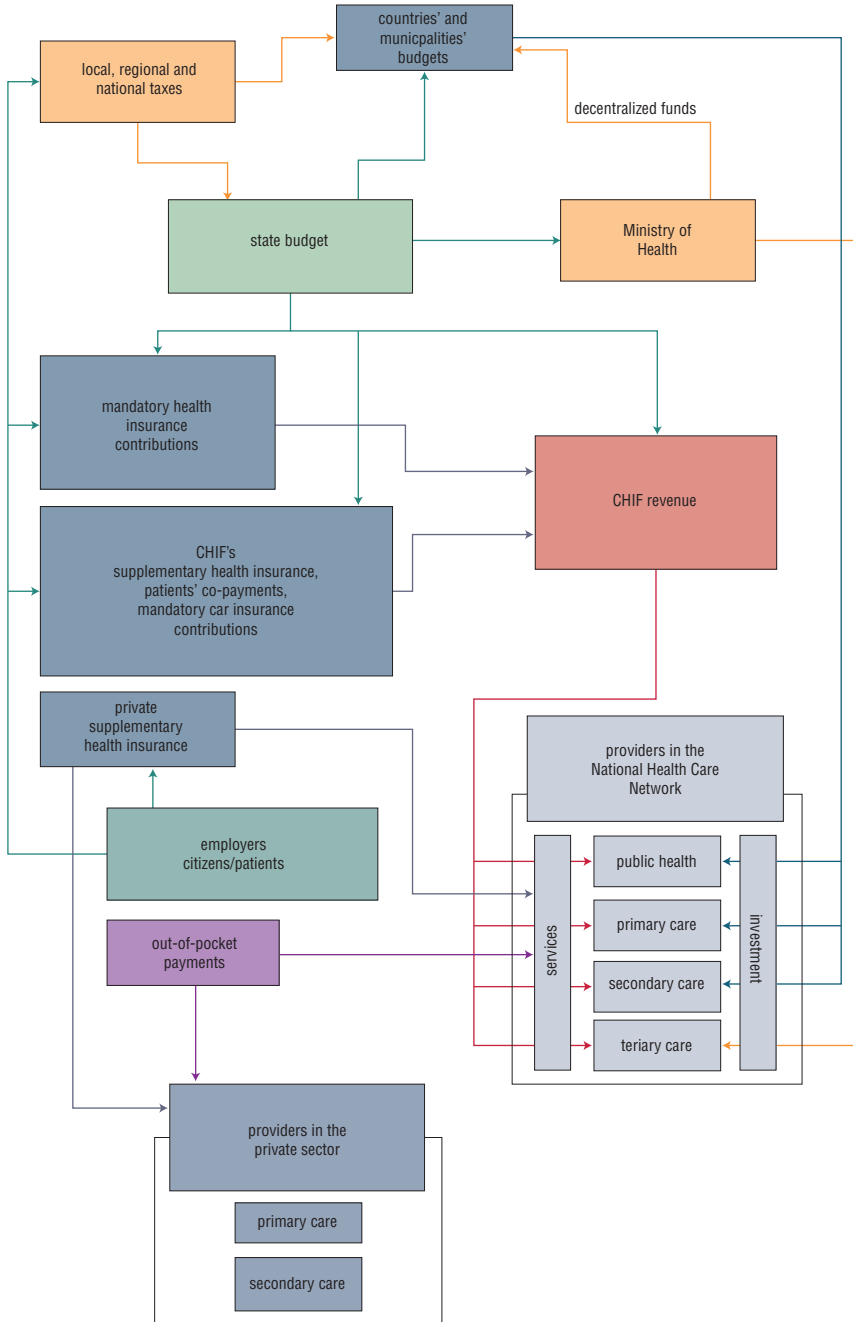 countries’ and
municpalities’
budgets
local, regional and
national taxes
decentralized funds
state budget
Ministry of
Health
mandatory health
insurance
contributions
CHIF revenue
CHIF’s
supplementary health insurance,
patients’ co-payments,
mandatory car insurance
contributions
private
supplementary
health insurance
providers in the
National Health Care
Network
employers
citizens/patients
services
public health
primary care
secondary care
teriary care
investment
out-of-pocket
payments
providers in the
private sector
primary care
secondary care